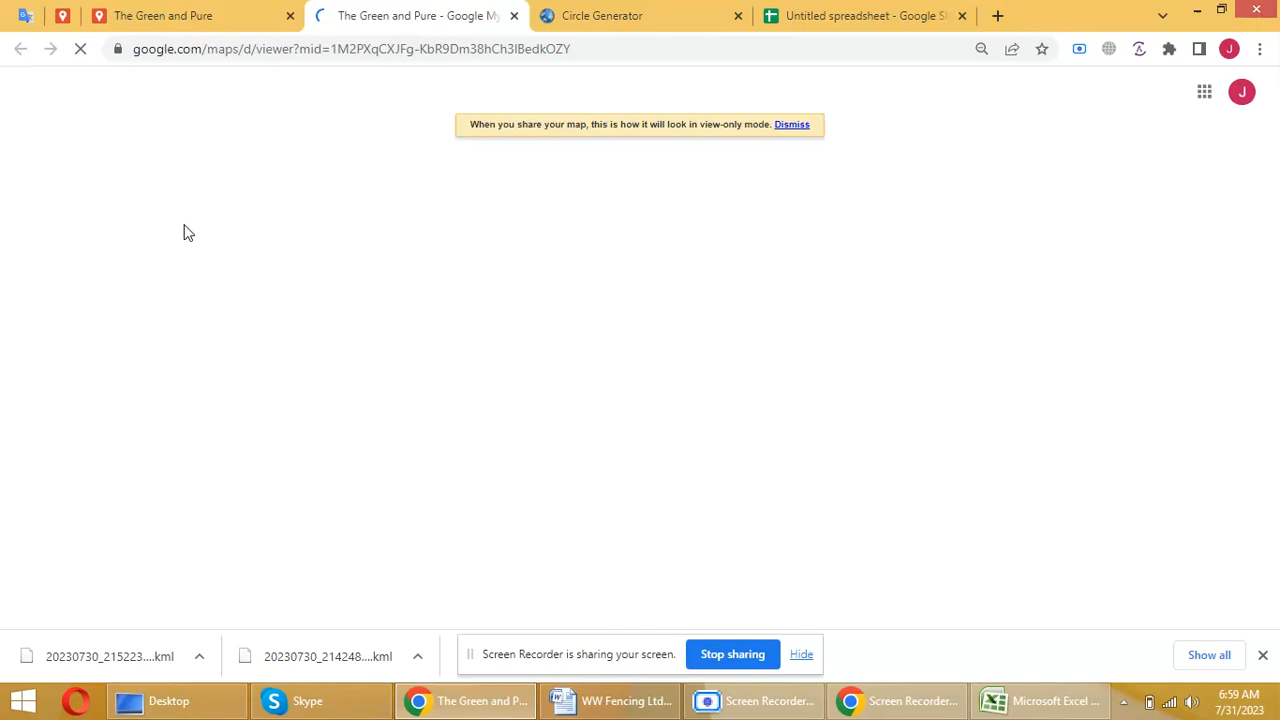 The Green and Pure
The Green and Pure - Google My
Circle Generator
Untitled spreadsheet - Google Sh
google.com/maps/d/viewer?mid=1M2PXqCXJFg-KbR9Dm38hCh3lBedkOZY
J
J
When you share your map, this is how it will look in view-only mode. Dismiss
20230730_215223....kml
20230730_214248....kml
Screen Recorder is sharing your screen.
Stop sharing
Hide
Show all
Desktop
Skype
The Green and P...
WW Fencing Ltd...
Screen Recorder...
Screen Recorder...
Microsoft Excel ...
6:59 AM
7/31/2023